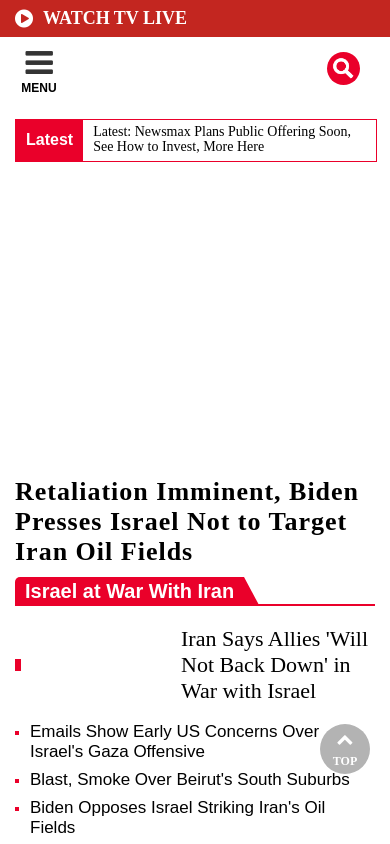 WATCH TV LIVE
MENU
Latest
Latest: Newsmax Plans Public Offering Soon,
See How to Invest, More Here
Retaliation Imminent, Biden
Presses Israel Not to Target
Iran Oil Fields
Israel at War With Iran
Iran Says Allies 'Will
Not Back Down' in
War with Israel
Emails Show Early US Concerns Over
Israel's Gaza Offensive
TOP
Blast, Smoke Over Beirut's South Suburbs
Biden Opposes Israel Striking Iran's Oil
Fields